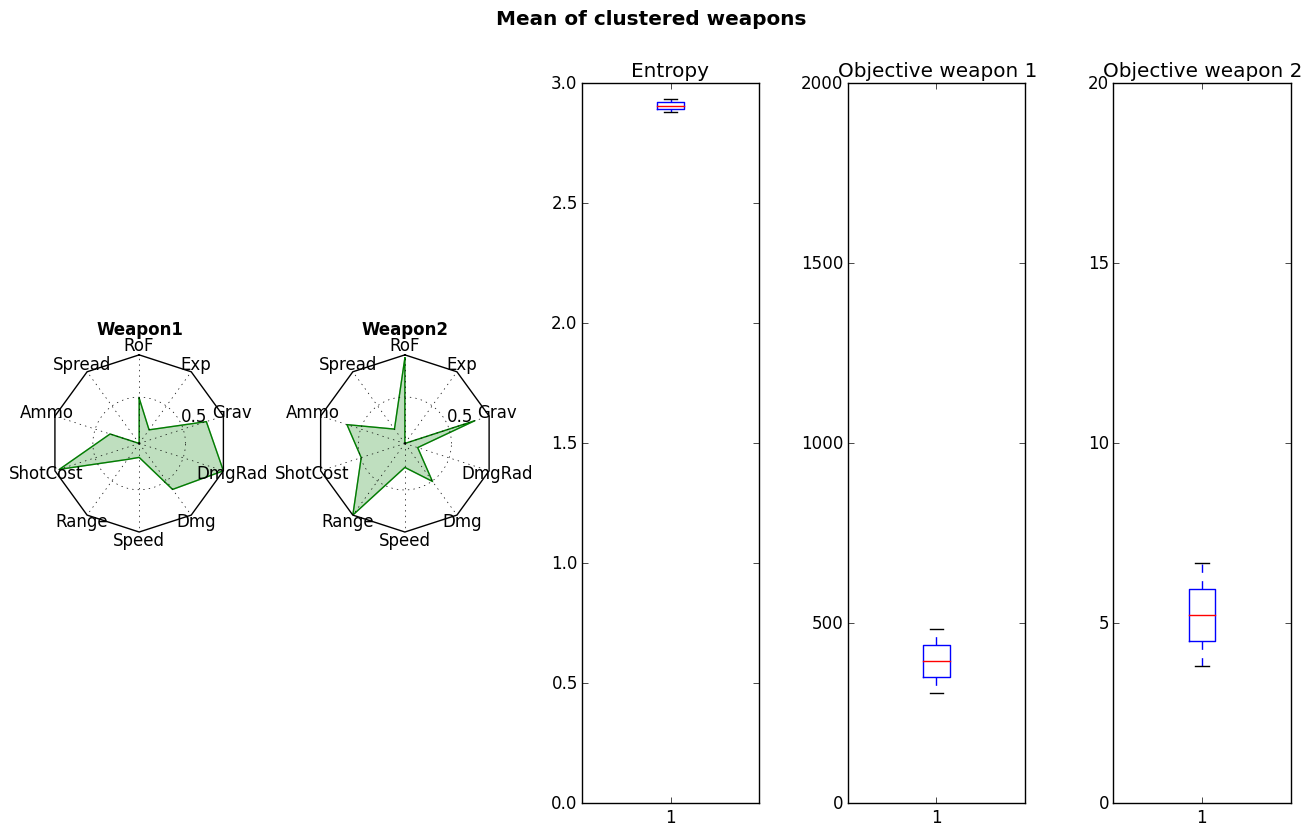 Mean of clustered weapons
Weapon1
RoF
Exp
Spread
0.5
Grav
Ammo
DmgRad
ShotCost
Dmg
Range
Speed
Weapon2
RoF
Exp
Spread
0.5
Grav
Ammo
DmgRad
ShotCost
Dmg
Range
Speed
Entropy
3.0
2.5
2.0
1.5
1.0
0.5
0.0
1
Objective weapon 1
2000
1500
1000
500
0
1
Objective weapon 2
20
15
10
5
0
1